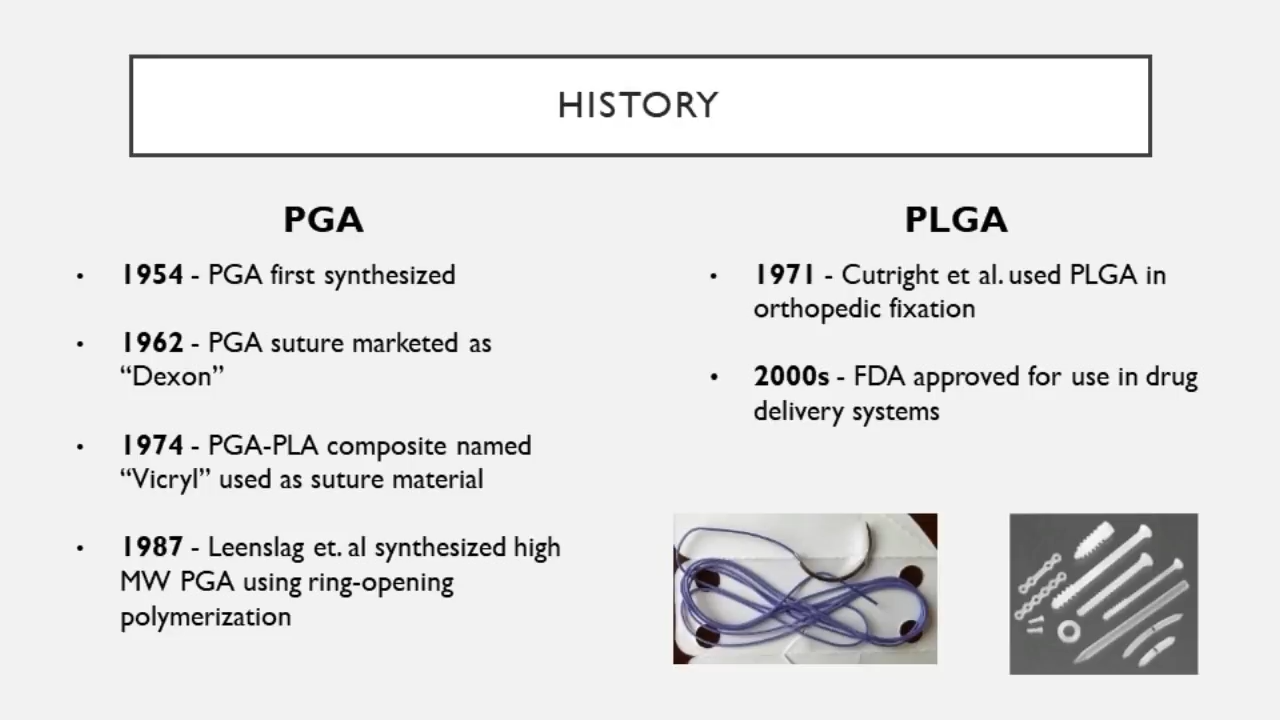 HISTORY
PGA
• 1954 - PGA first synthesized
• 1962 - PGA suture marketed as
“Dexon”
• 1974 - PGA-PLA composite named
“Vicryl” used as suture material
• 1987 - Leenslag et. al synthesized high
MW PGA using ring-opening
polymerization
PLGA
• 1971 - Cutright et al. used PLGA in
orthopedic fixation
• 2000s - FDA approved for use in drug
delivery systems